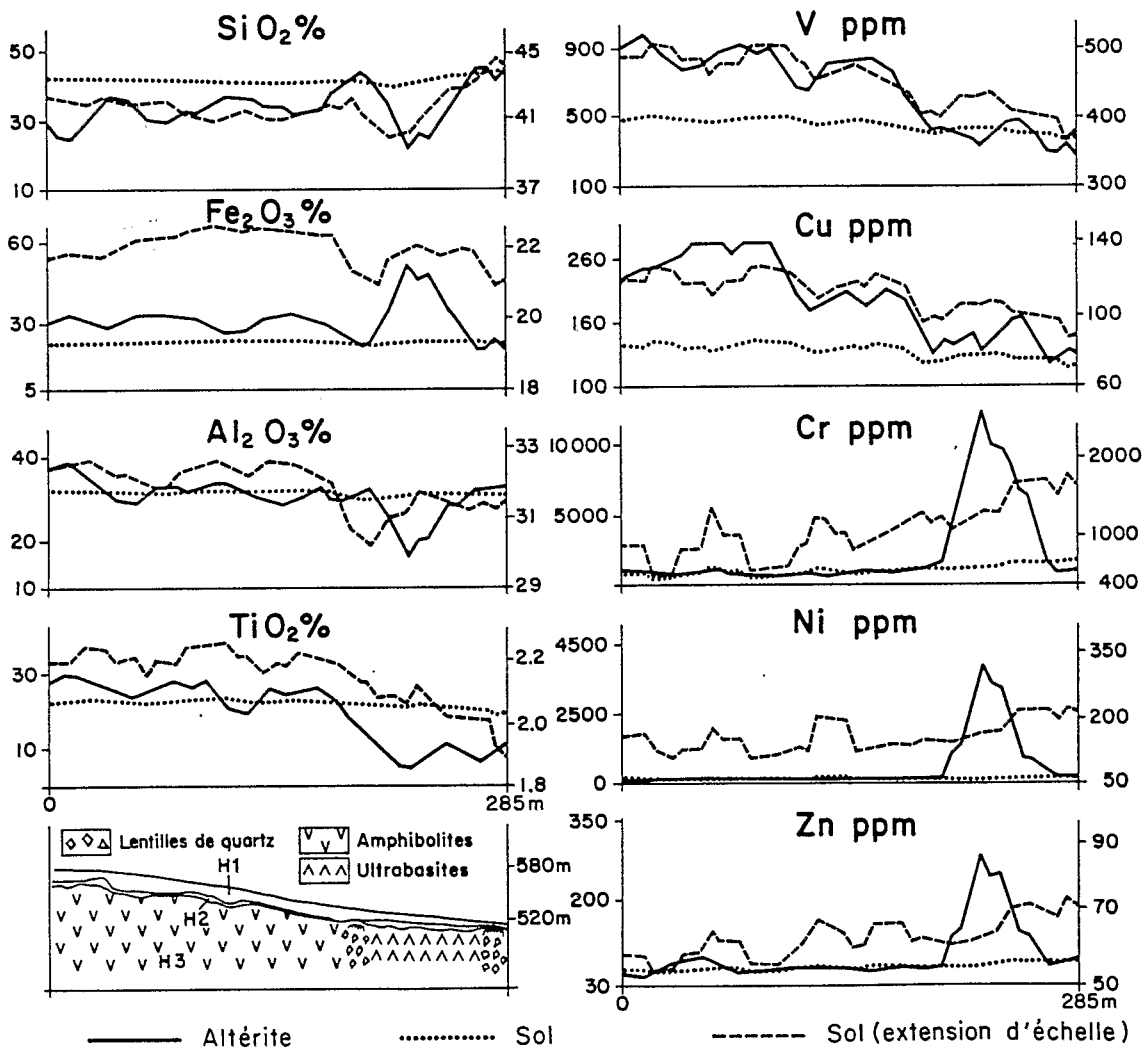 SiO₂%
50
30
10
45
41
37
Fe₂O₃%
60
30
5
22
20
18
Al₂O₃%
40
20
10
33
31
29
TiO₂%
30
10
2.2
2.0
1.8
0
285m
Lentilles de quartz
Amphibolites
Ultrabasites
H1
H2
H3
580m
520m
V ppm
900
500
100
500
400
300
Cu ppm
260
160
100
140
100
60
Cr ppm
10000
5000
0
2000
1000
400
Ni ppm
4500
2500
0
350
200
50
Zn ppm
350
200
30
90
70
50
0
285m
Altérite
Sol
Sol (extension d'échelle)